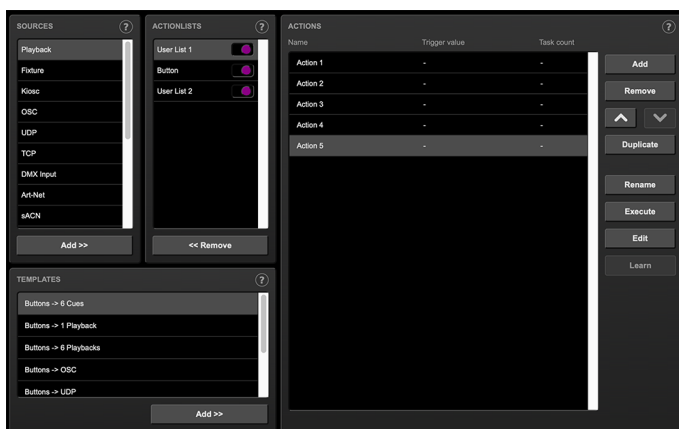 SOURCES ?
Playback
Fixture
Kiosc
OSC
UDP
TCP
DMX Input
Art-Net
sACN
Add >>
ACTIONLISTS ?
User List 1
Button
User List 2
<< Remove
TEMPLATES ?
Buttons -> 6 Cues
Buttons -> 1 Playback
Buttons -> 6 Playbacks
Buttons -> OSC
Buttons -> UDP
Add >>
ACTIONS ?
Name Trigger value Task count
Action 1 - -
Action 2 - -
Action 3 - -
Action 4 - -
Action 5 - -
Add
Remove
Duplicate
Rename
Execute
Edit
Learn